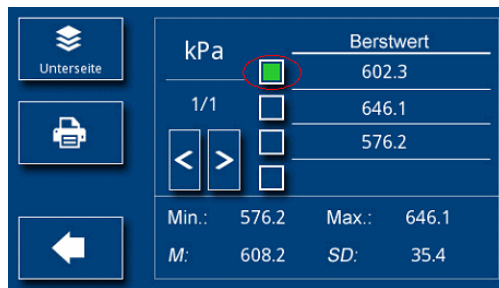 Unterseite
kPa
Berstwert
602.3
1/1
646.1
576.2
< >
Min.: 576.2 Max.: 646.1
M: 608.2 SD: 35.4